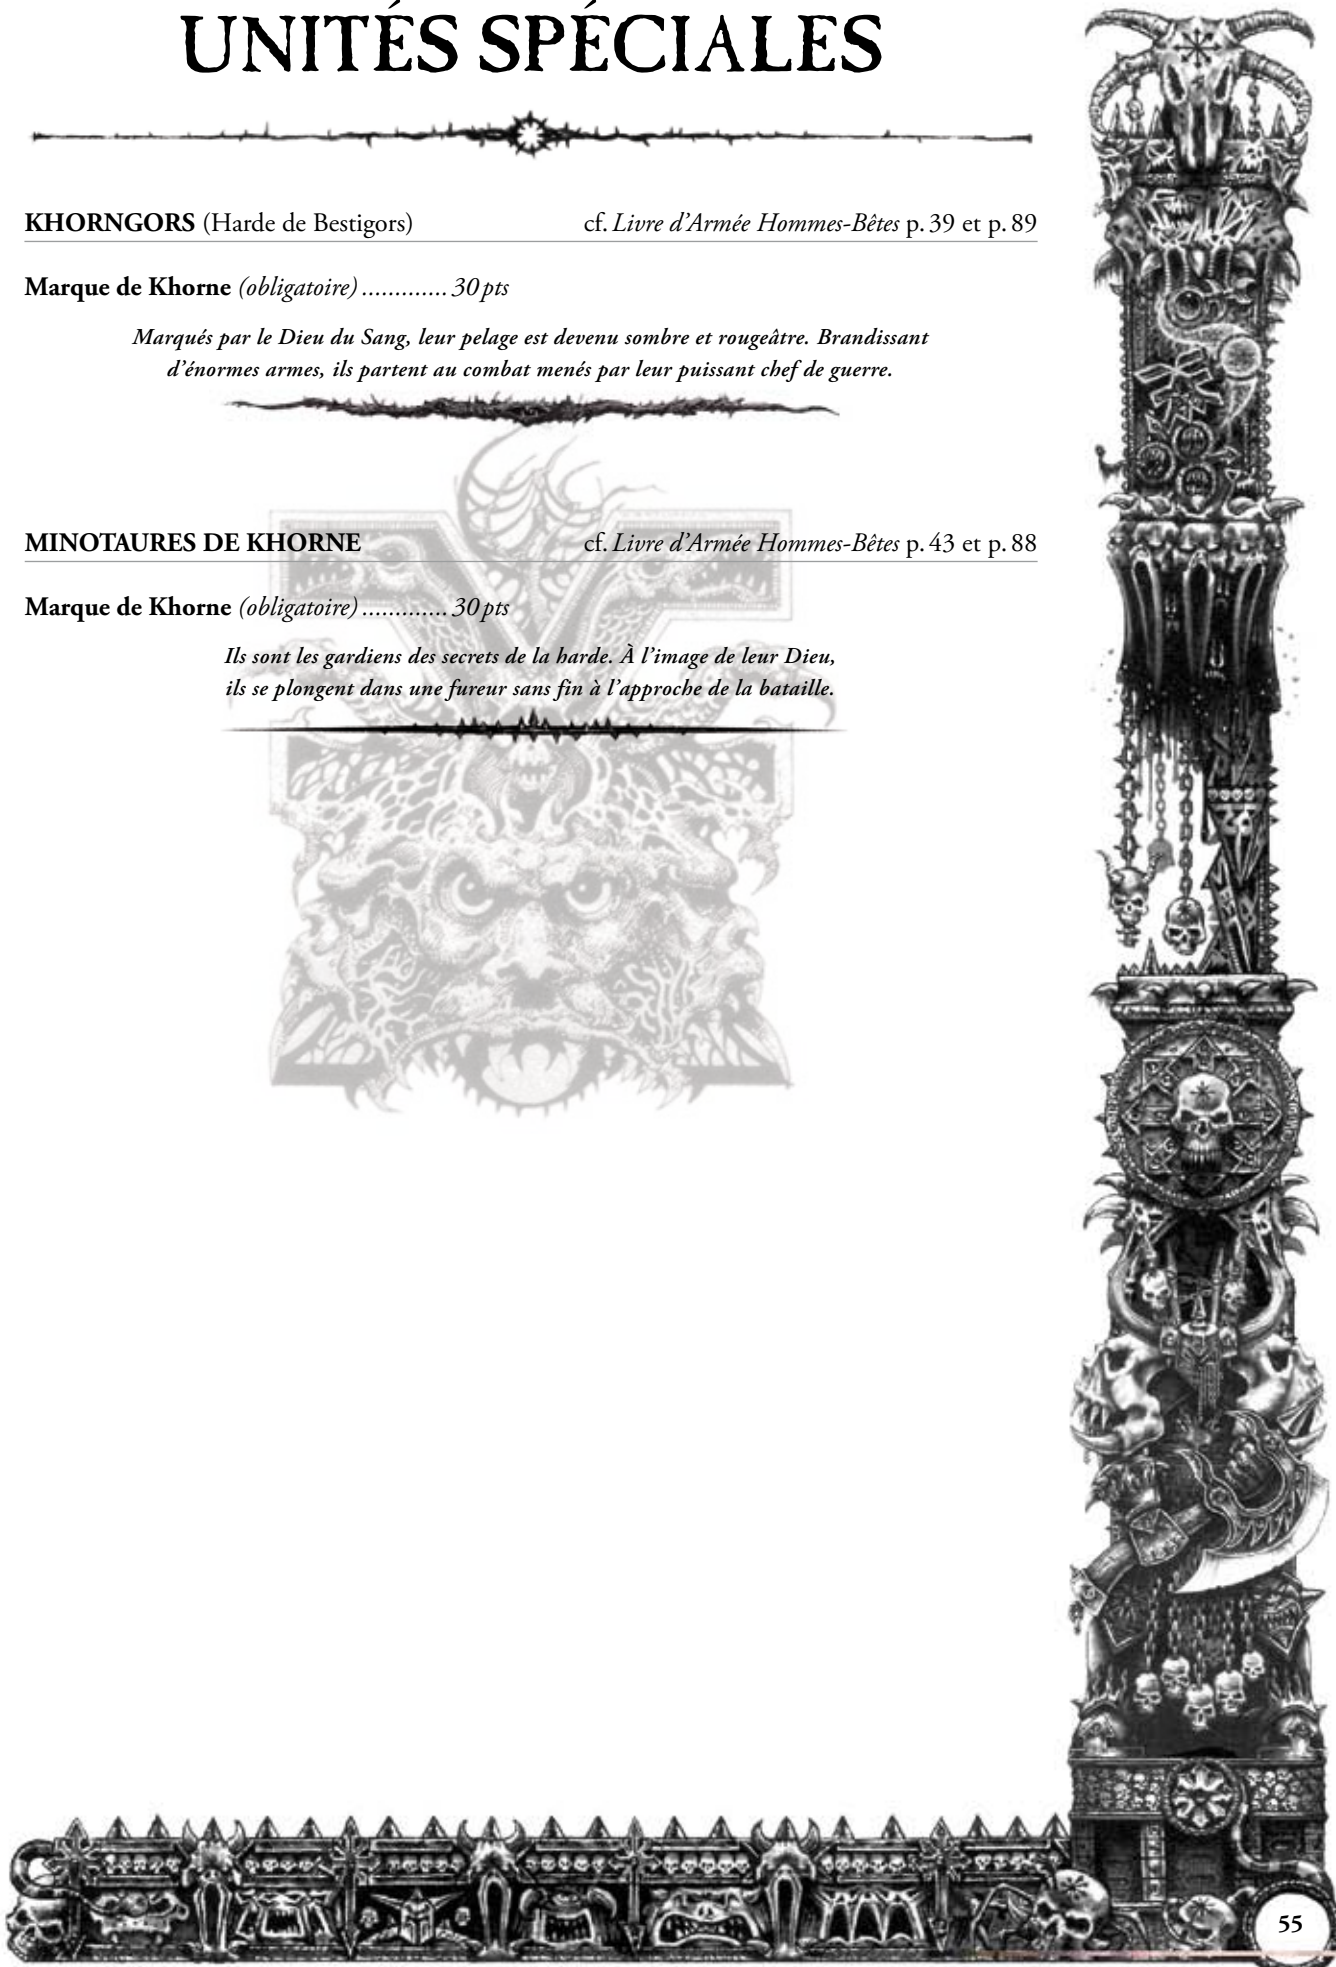 UNITÉS SPÉCIALES
KHORNGORS (Harde de Bestigors) cf. Livre d'Armée Hommes-Bêtes p. 39 et p. 89
Marque de Khorne (obligatoire) ............. 30 pts
Marqués par le Dieu du Sang, leur pelage est devenu sombre et rougeâtre. Brandissant
d'énormes armes, ils partent au combat menés par leur puissant chef de guerre.
MINOTAURES DE KHORNE cf. Livre d'Armée Hommes-Bêtes p. 43 et p. 88
Marque de Khorne (obligatoire) ............. 30 pts
Ils sont les gardiens des secrets de la harde. À l'image de leur Dieu,
ils se plongent dans une fureur sans fin à l'approche de la bataille.
55